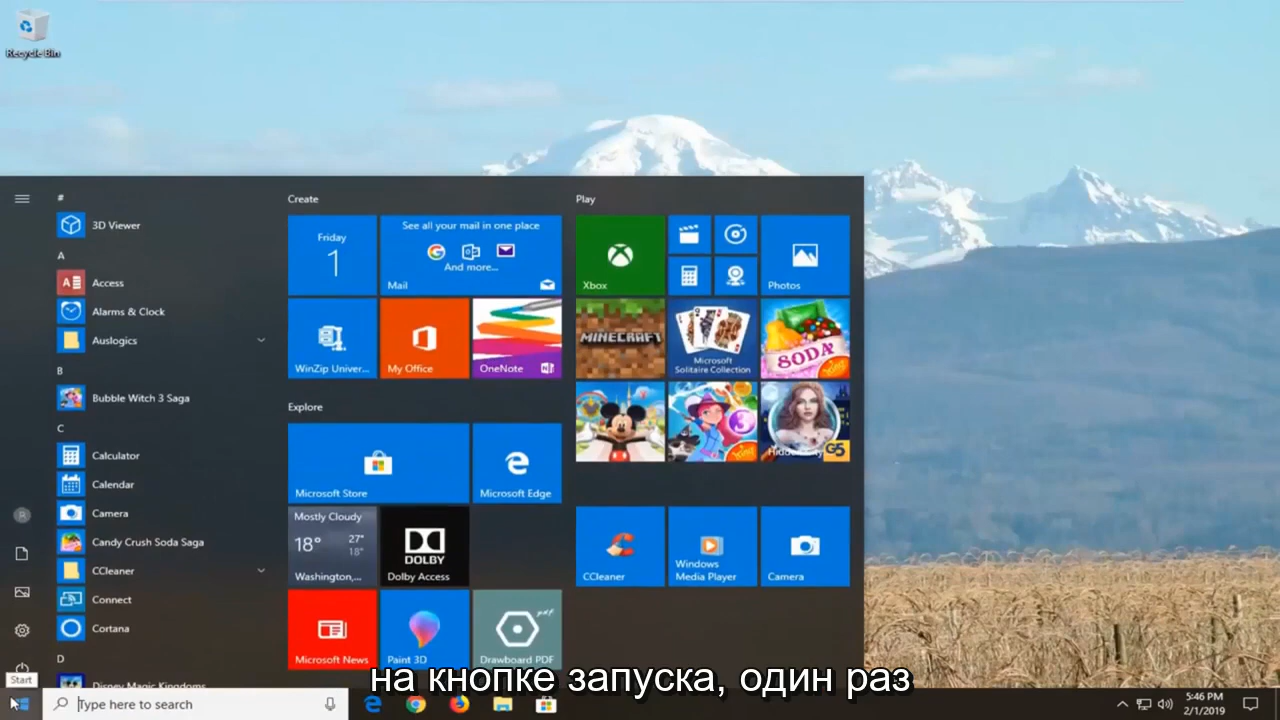 Recycle Bin
#
3D Viewer
A
Access
Alarms & Clock
Auslogics
B
Bubble Witch 3 Saga
C
Calculator
Calendar
Camera
Candy Crush Soda Saga
CCleaner
Connect
Cortana
D
Disney Magic Kingdoms
Start
Create
Friday
1
See all your mail in one place
And more...
Mail
WinZip Univer...
My Office
OneNote
Explore
Microsoft Store
Microsoft Edge
Mostly Cloudy
18° 27°
18°
Washington,...
DOLBY
Dolby Access
Microsoft News
Paint 3D
Drawboard PDF
Play
Xbox
Photos
MINECRAFT
Microsoft
Solitaire Collection
SODA
CCleaner
Windows
Media Player
Camera
на кнопке запуска, один раз
Type here to search
5:46 PM
2/1/2019